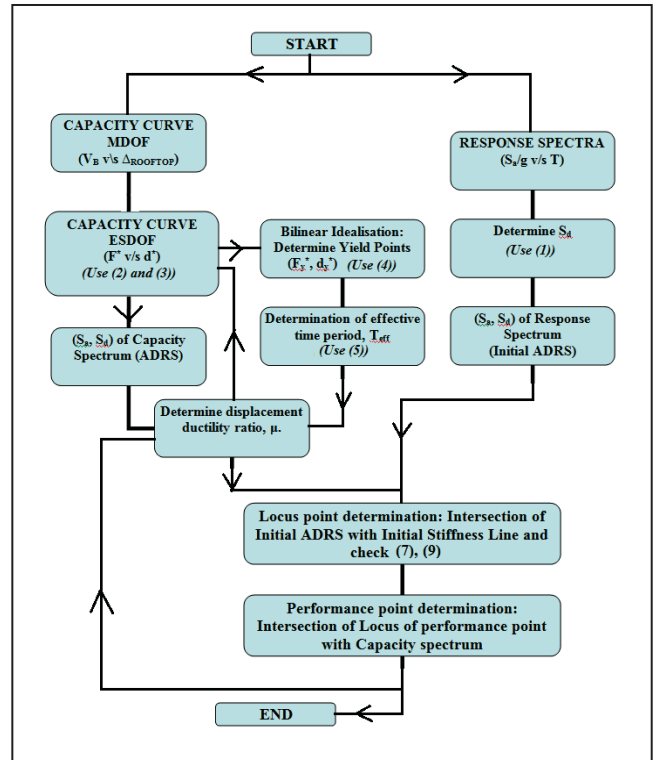 START
CAPACITY CURVE
MDOF
(V_B v\s Δ_ROOFTOP)
RESPONSE SPECTRA
(S_a/g v/s T)
CAPACITY CURVE
ESDOF
(F* v/s d*)
(Use (2) and (3))
Bilinear Idealisation:
Determine Yield Points
(F_y*, d_y*) (Use (4))
Determine S_d
(Use (1))
(S_a, S_d) of Capacity
Spectrum (ADRS)
Determination of effective
time period, T_eff
(Use (5))
(S_a, S_d) of Response
Spectrum
(Initial ADRS)
Determine displacement
ductility ratio, μ.
Locus point determination: Intersection of
Initial ADRS with Initial Stiffness Line and
check (7), (9)
Performance point determination:
Intersection of Locus of performance point
with Capacity spectrum
END